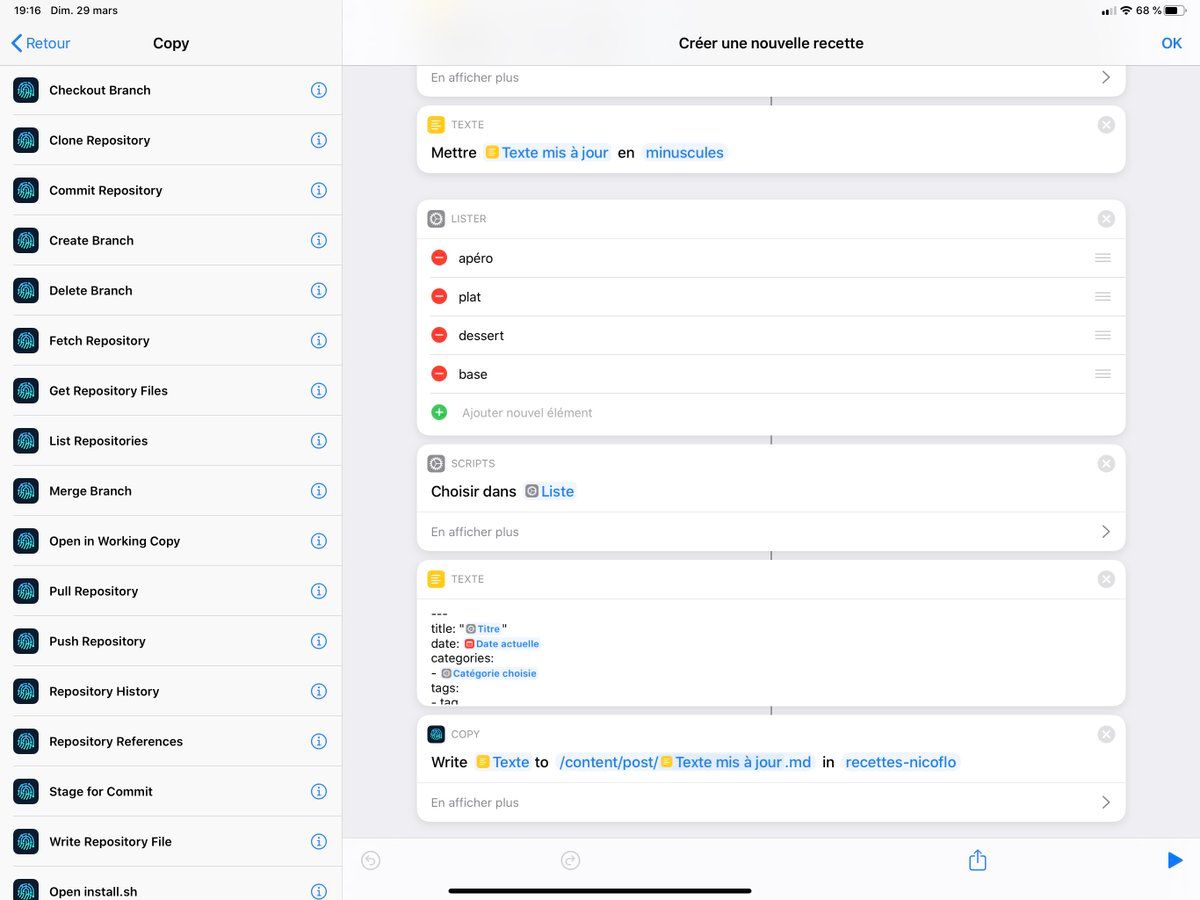 19:16 Dim. 29 mars
68 %
Retour
Copy
Créer une nouvelle recette
OK
Checkout Branch
Clone Repository
Commit Repository
Create Branch
Delete Branch
Fetch Repository
Get Repository Files
List Repositories
Merge Branch
Open in Working Copy
Pull Repository
Push Repository
Repository History
Repository References
Stage for Commit
Write Repository File
Open install.sh
En afficher plus
TEXTE
Mettre Texte mis à jour en minuscules
LISTER
apéro
plat
dessert
base
Ajouter nouvel élément
SCRIPTS
Choisir dans Liste
En afficher plus
TEXTE
---
title: "Titre"
date: Date actuelle
categories:
- Catégorie choisie
tags:
- tag
COPY
Write Texte to /content/post/Texte mis à jour.md in recettes-nicoflo
En afficher plus